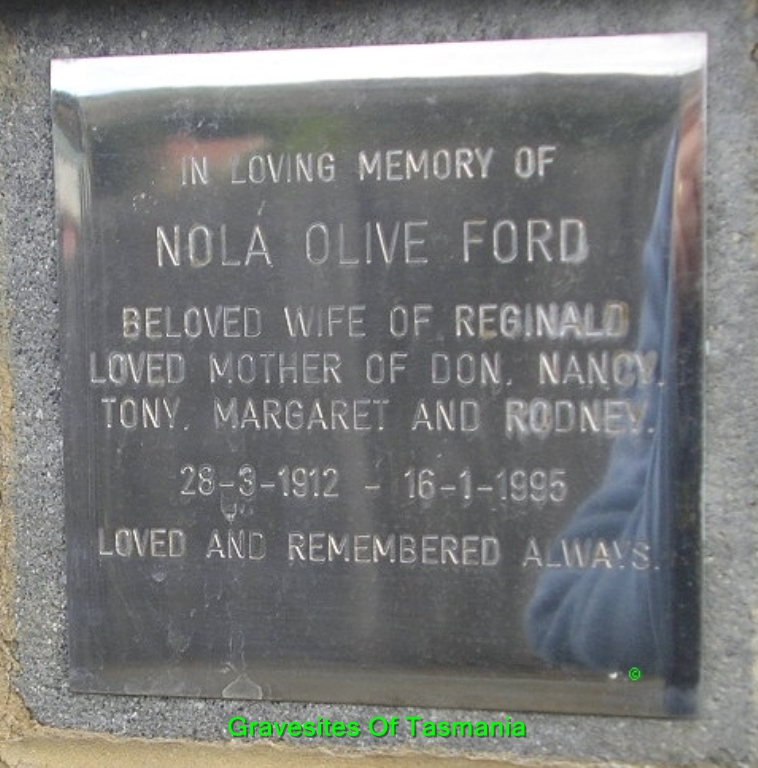 IN LOVING MEMORY OF
NOLA OLIVE FORD
BELOVED WIFE OF REGINALD
LOVED MOTHER OF DON, NANCY,
TONY, MARGARET AND RODNEY.
28-3-1912 - 16-1-1995
LOVED AND REMEMBERED ALWAYS.
©
Gravesites Of Tasmania